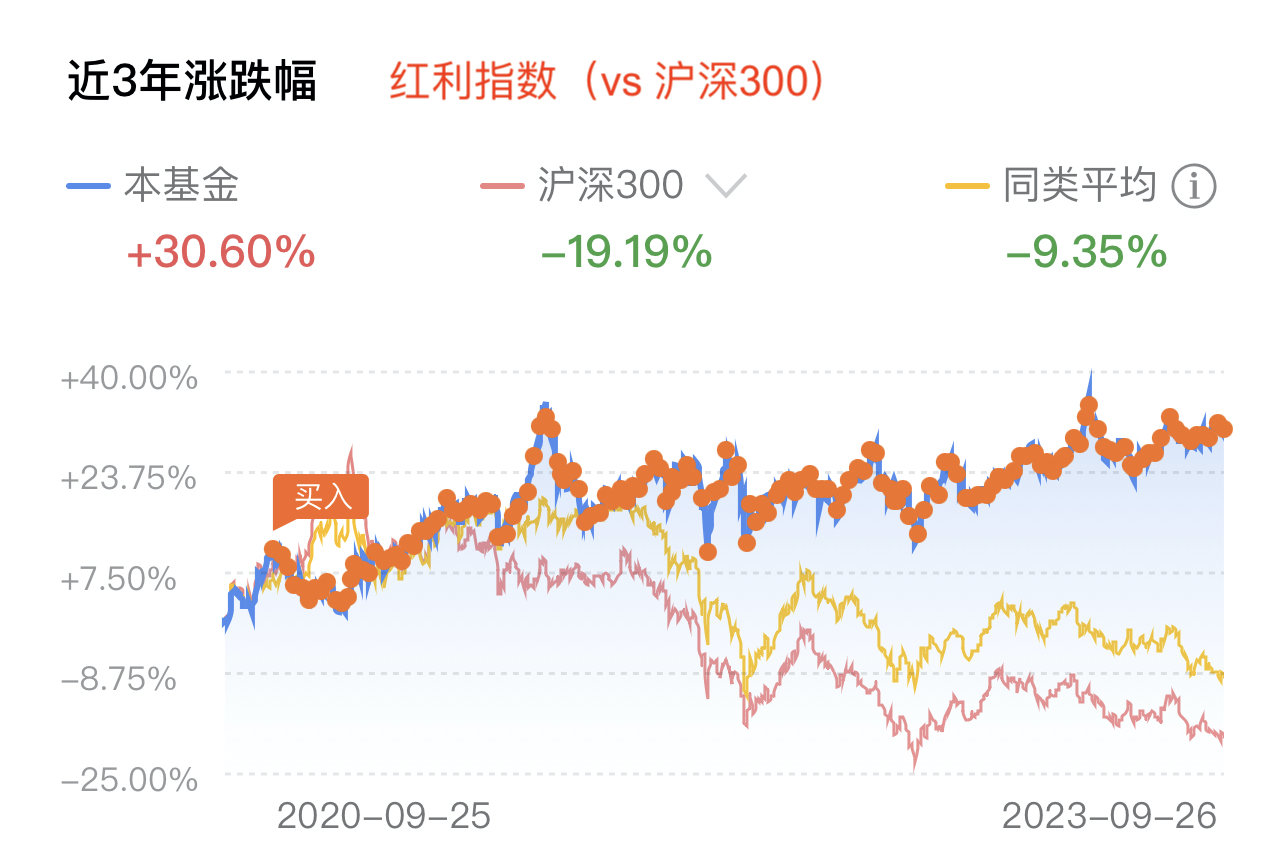 近3年涨跌幅 红利指数（vs 沪深300）
本基金 沪深300 同类平均 i
+30.60% −19.19% −9.35%
+40.00%
+23.75%
买入
+7.50%
−8.75%
−25.00%
2020−09−25 2023−09−26